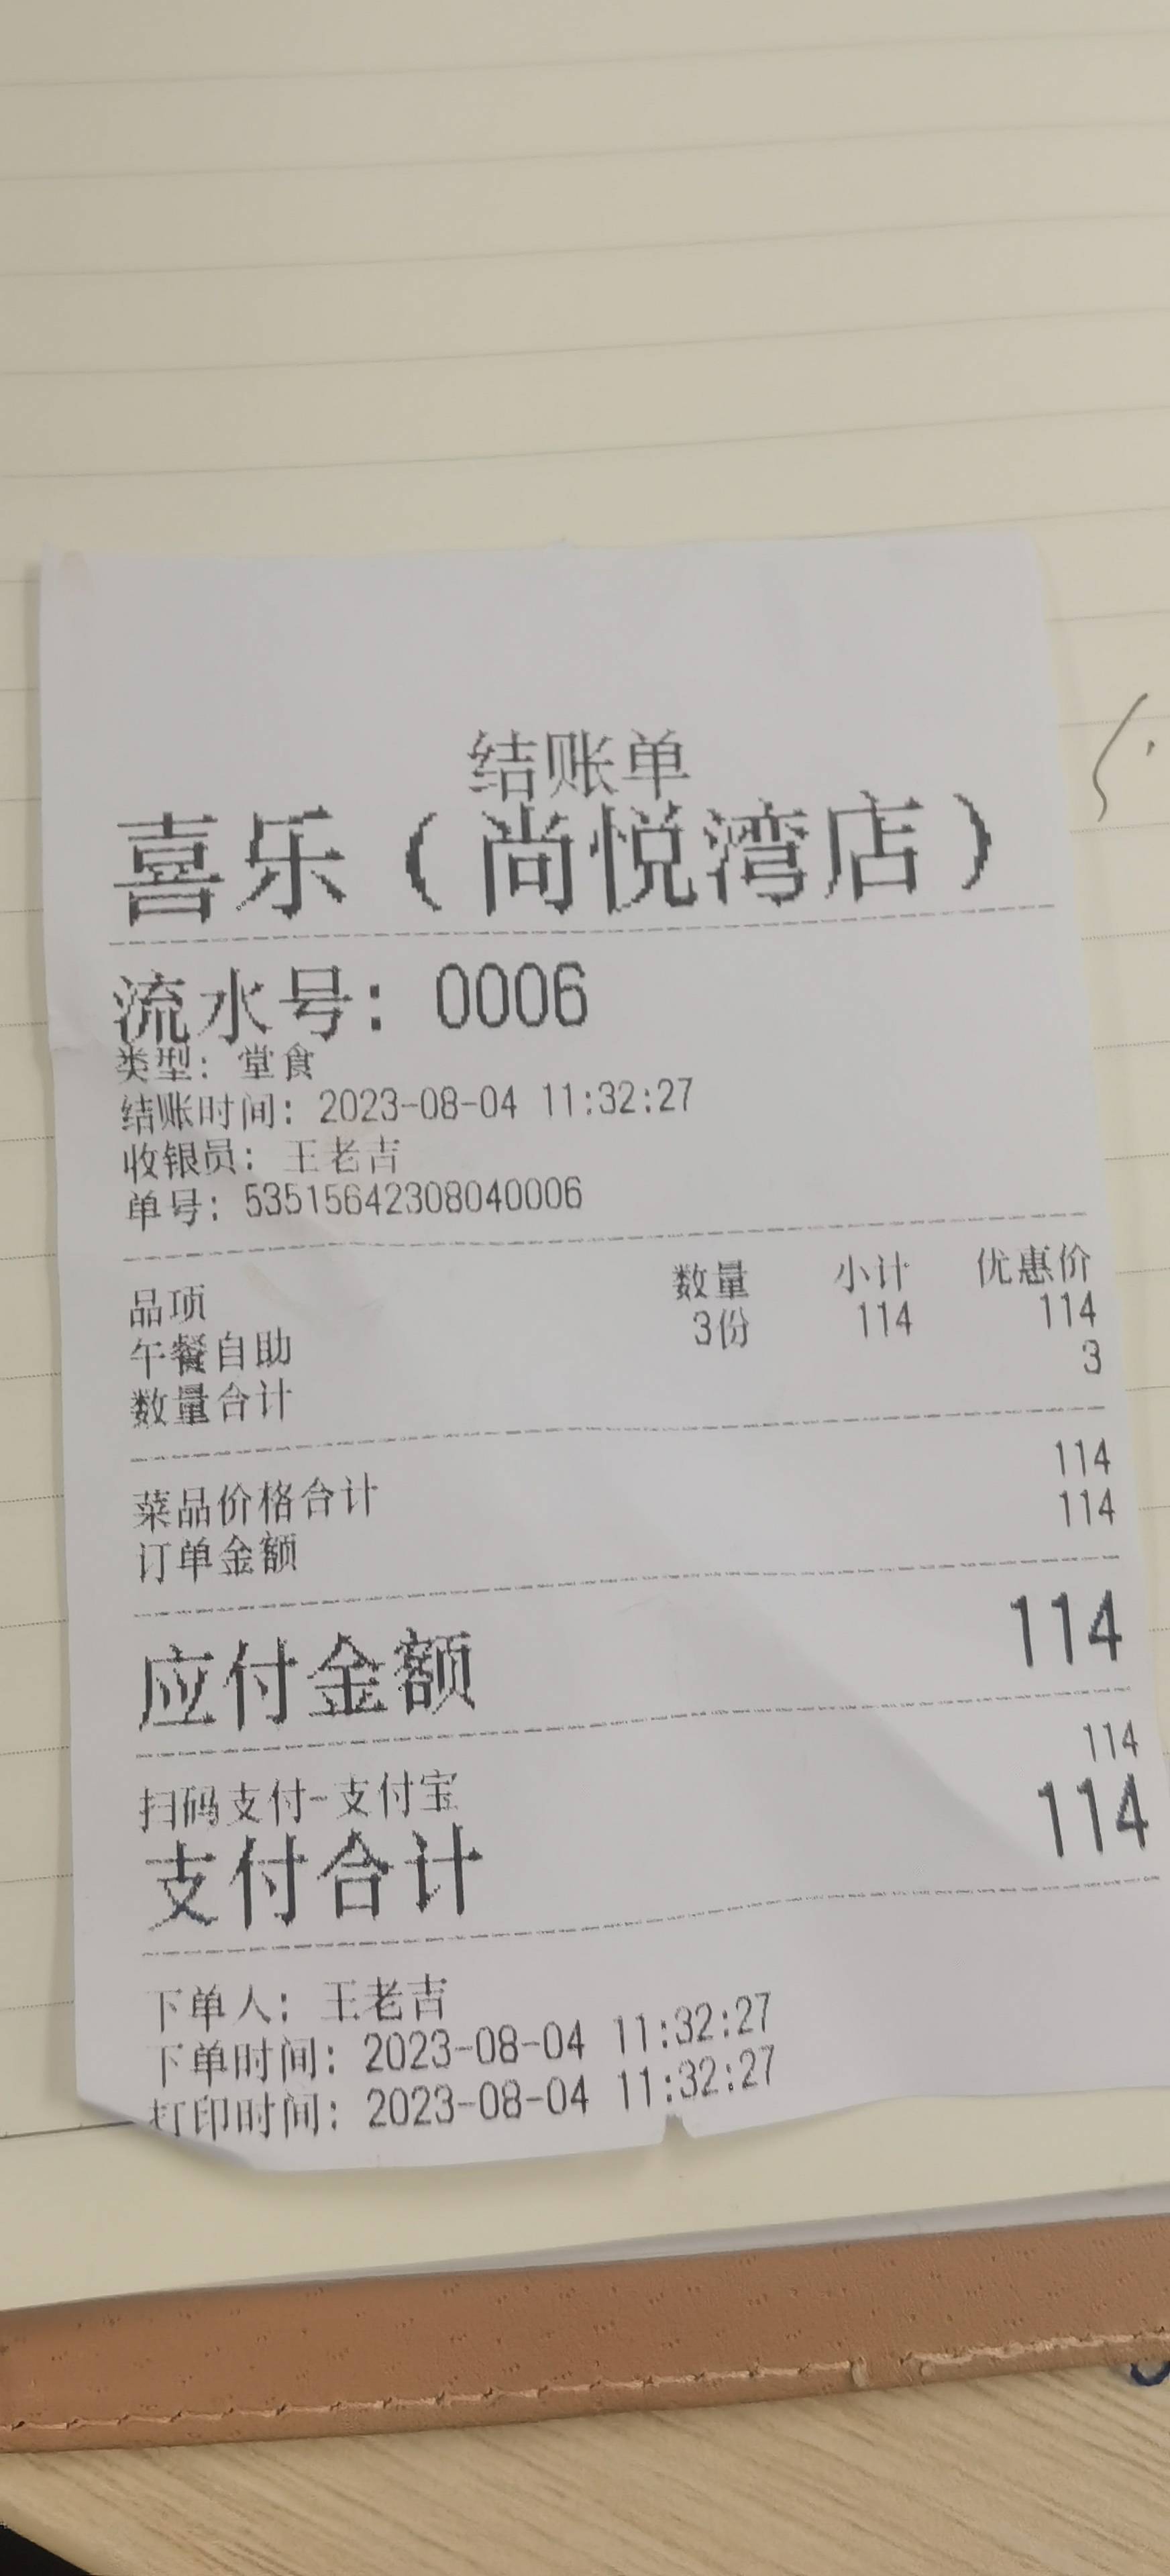 结账单
喜乐（尚悦湾店）
流水号：0006
类型：堂食
结账时间：2023-08-04 11:32:27
收银员：王老吉
单号：53515642308040006
品项 数量 小计 优惠价
午餐自助 3份 114 114
数量合计 3
菜品价格合计 114
订单金额 114
应付金额 114
扫码支付-支付宝 114
支付合计 114
下单人：王老吉
下单时间：2023-08-04 11:32:27
打印时间：2023-08-04 11:32:27